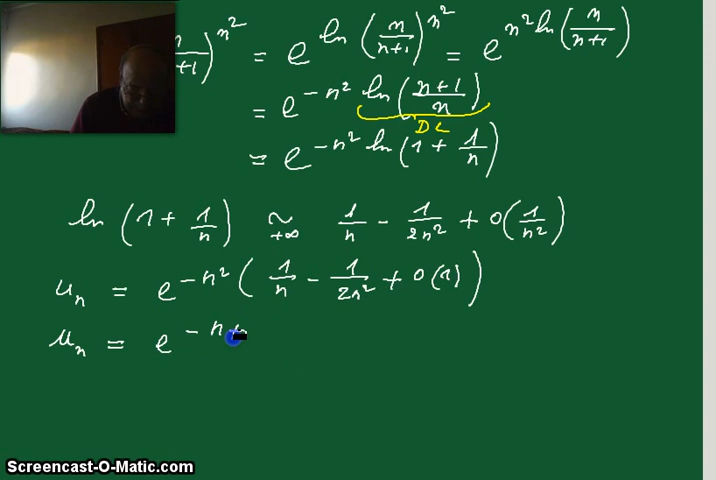 n/(n+1))^n² = e^ln(n/(n+1))^n² = e^n² ln(n/(n+1))
= e^-n² ln((n+1)/n)
DL
= e^-n² ln(1 + 1/n)
ln(1 + 1/n) ~ +∞ 1/n - 1/2n² + o(1/n²)
un = e^-n² (1/n - 1/2n² + o(1))
un = e^-n+
Screencast-O-Matic.com